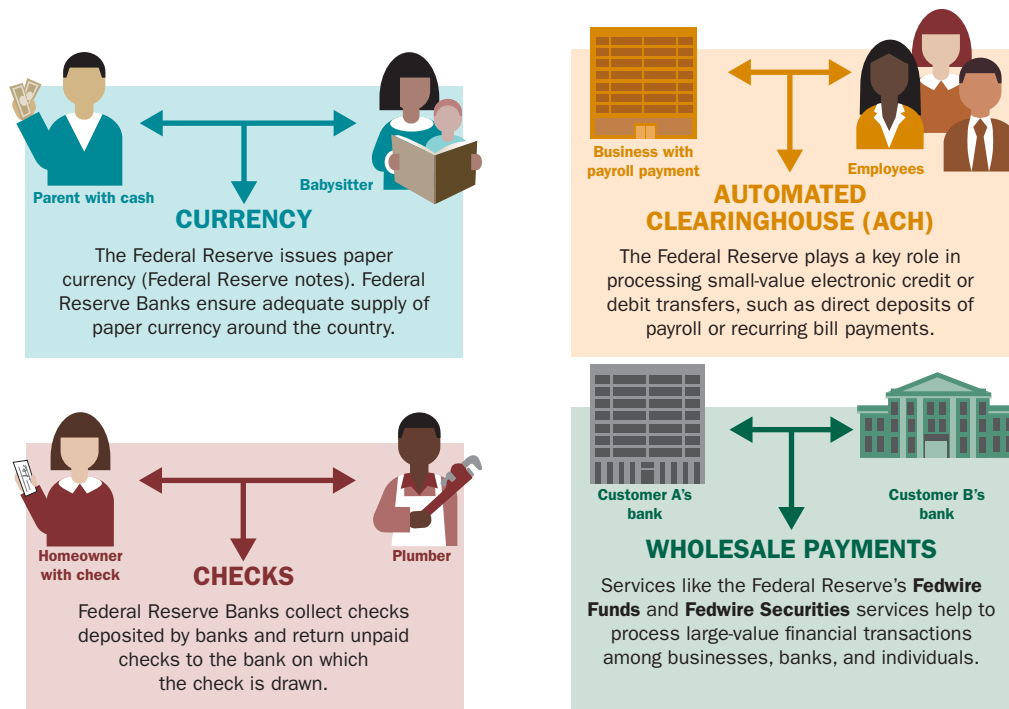 Parent with cash
Babysitter
CURRENCY
The Federal Reserve issues paper
currency (Federal Reserve notes). Federal
Reserve Banks ensure adequate supply of
paper currency around the country.
Business with
payroll payment
Employees
AUTOMATED
CLEARINGHOUSE (ACH)
The Federal Reserve plays a key role in
processing small-value electronic credit or
debit transfers, such as direct deposits of
payroll or recurring bill payments.
Homeowner
with check
Plumber
CHECKS
Federal Reserve Banks collect checks
deposited by banks and return unpaid
checks to the bank on which
the check is drawn.
Customer A’s
bank
Customer B’s
bank
WHOLESALE PAYMENTS
Services like the Federal Reserve’s Fedwire
Funds and Fedwire Securities services help to
process large-value financial transactions
among businesses, banks, and individuals.